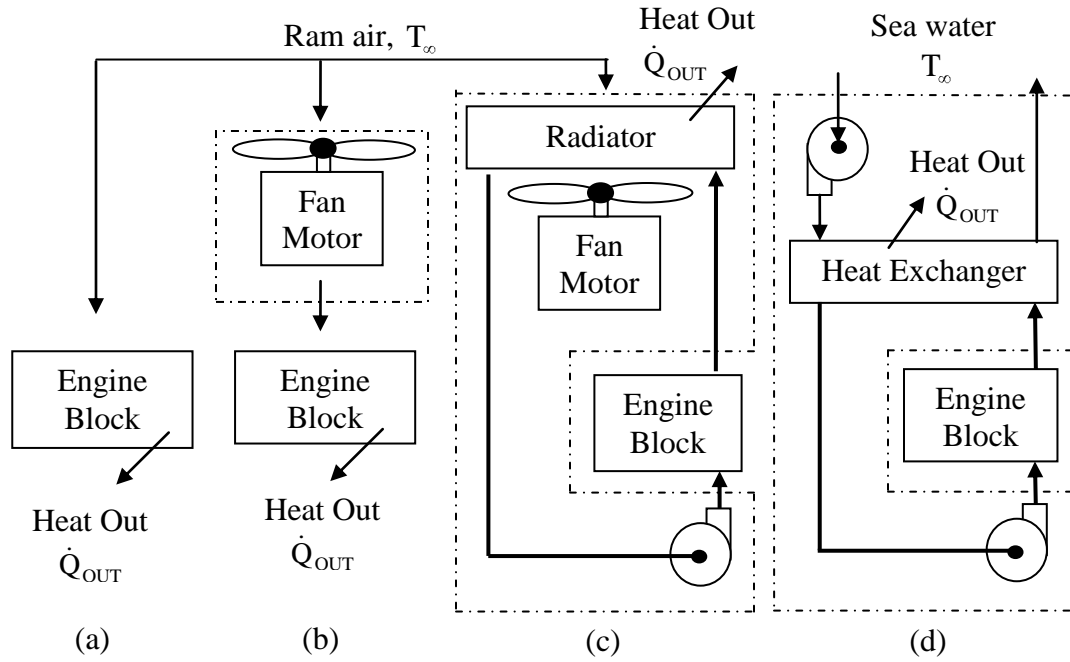 Ram air, T∞
Heat Out
Q̇OUT
Sea water
T∞
Radiator
Fan
Motor
Fan
Motor
Heat Out
Q̇OUT
Heat Exchanger
Engine
Block
Engine
Block
Engine
Block
Engine
Block
Heat Out
Q̇OUT
Heat Out
Q̇OUT
(a)
(b)
(c)
(d)